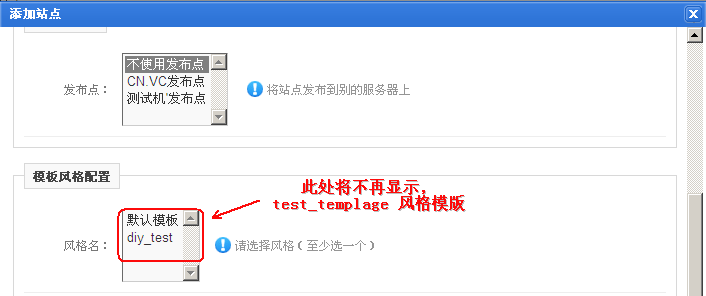 添加站点
发布点：
不使用发布点
CN.VC发布点
测试机'发布点
将站点发布到别的服务器上
模板风格配置
此处将不再显示，
test_templage 风格模版
风格名：
默认模板
diy_test
请选择风格（至少选一个）